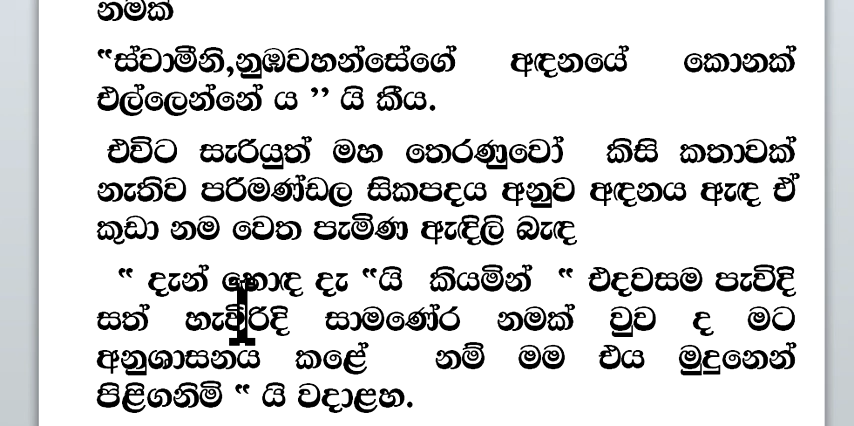 නමක්
“ස්වාමීනි,නුඹවහන්සේගේ අඳනයේ කොනක්
එල්ලෙන්නේ ය ’’ යි කීය.
එවිට සැරියුත් මහ තෙරණුවෝ කිසි කතාවක්
නැතිව පරිමණ්ඩල සිකපදය අනුව අඳනය ඇඳ ඒ
කුඩා නම වෙත පැමිණ ඇඳිලි බැඳ
“ දැන් හොඳ දැ “යි කියමින් “ එදවසම පැවිදි
සත් හැවිරිදි සාමණේර නමක් වුව ද මට
අනුශාසනය කළේ නම් මම එය මුදුනෙන්
පිළිගනිමි “ යි වදාළහ.